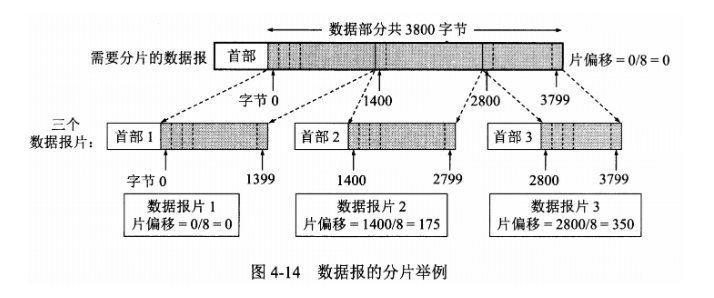 数据部分共 3800 字节
需要分片的数据报 首部 片偏移 = 0/8 = 0
字节 0 1400 2800 3799
三个
数据报片： 首部 1 首部 2 首部 3
字节 0 1399 1400 2799 2800 3799
数据报片 1 数据报片 2 数据报片 3
片偏移 = 0/8 = 0 片偏移 = 1400/8 = 175 片偏移 = 2800/8 = 350
图 4-14 数据报的分片举例